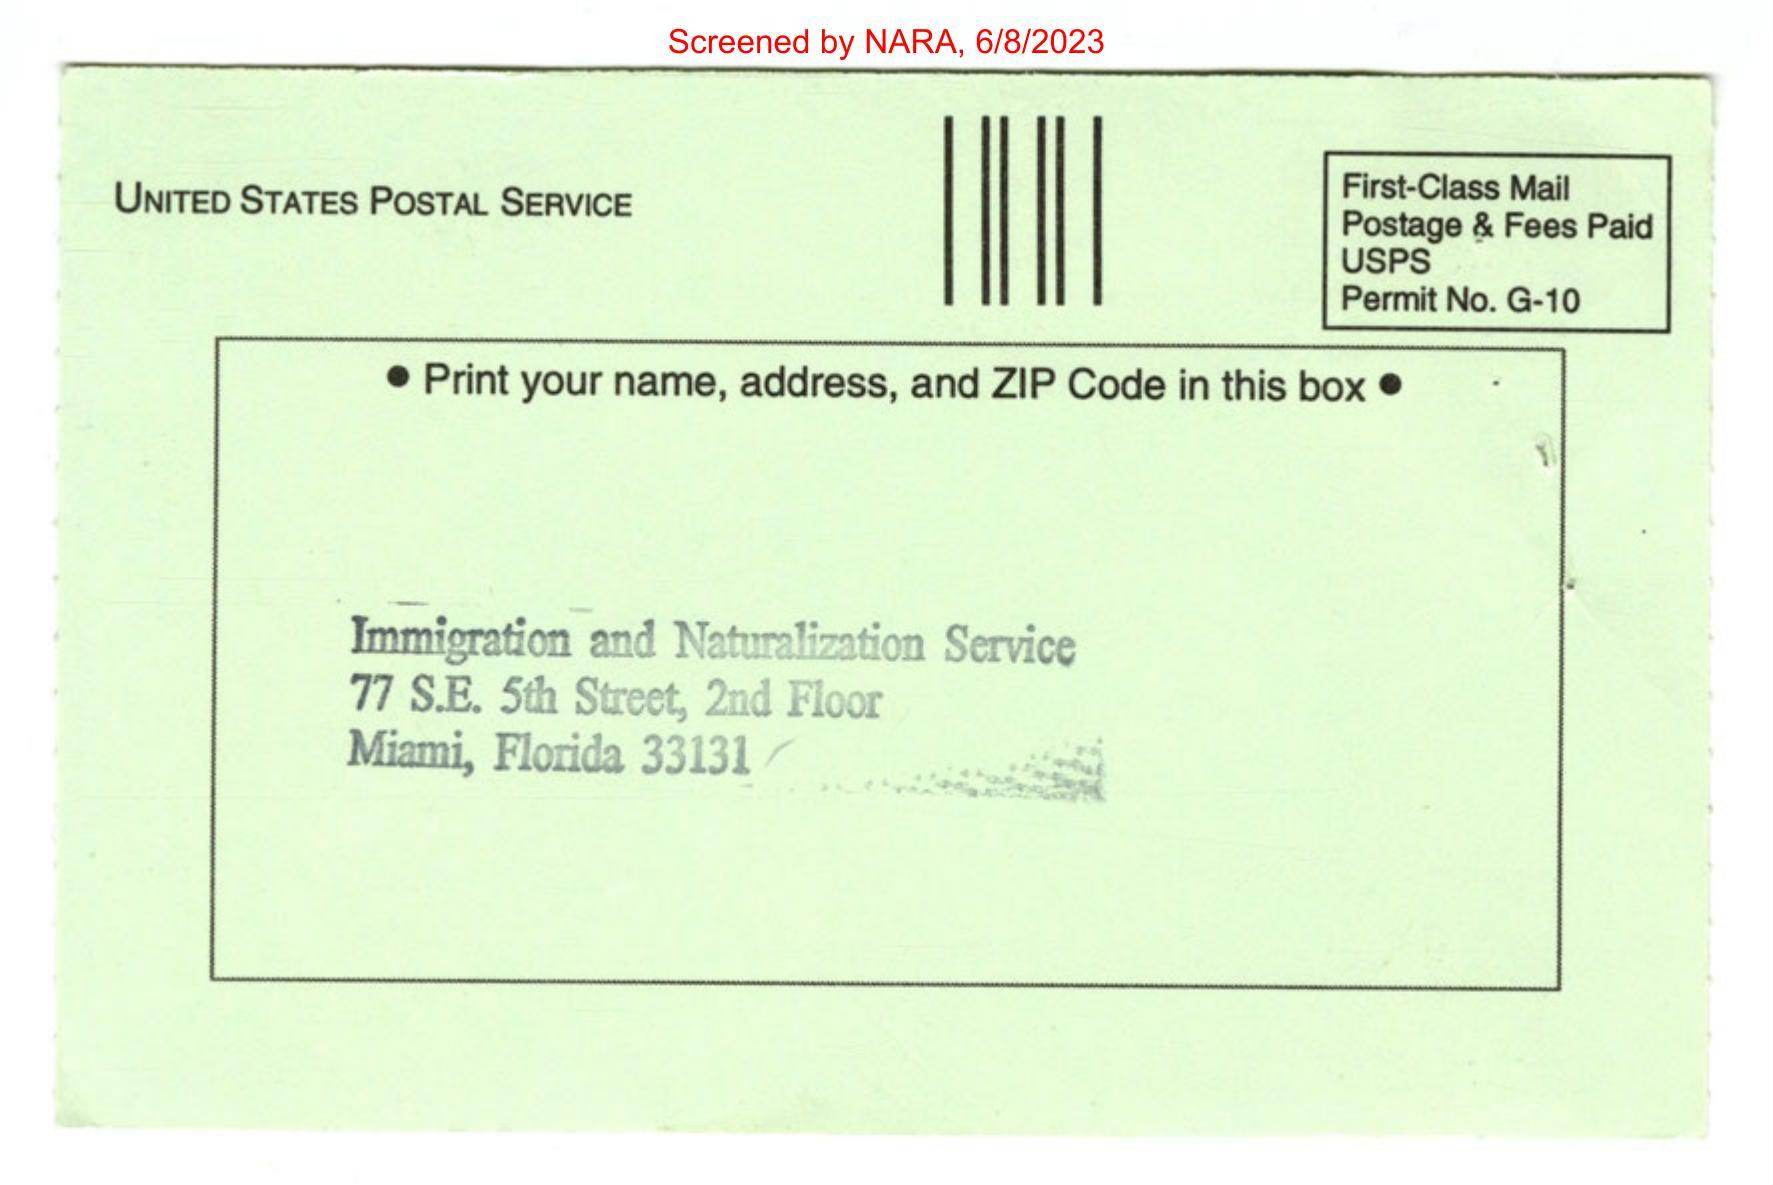 Screened by NARA, 6/8/2023
UNITED STATES POSTAL SERVICE
First-Class Mail
Postage & Fees Paid
USPS
Permit No. G-10
● Print your name, address, and ZIP Code in this box ●
Immigration and Naturalization Service
77 S.E. 5th Street, 2nd Floor
Miami, Florida 33131